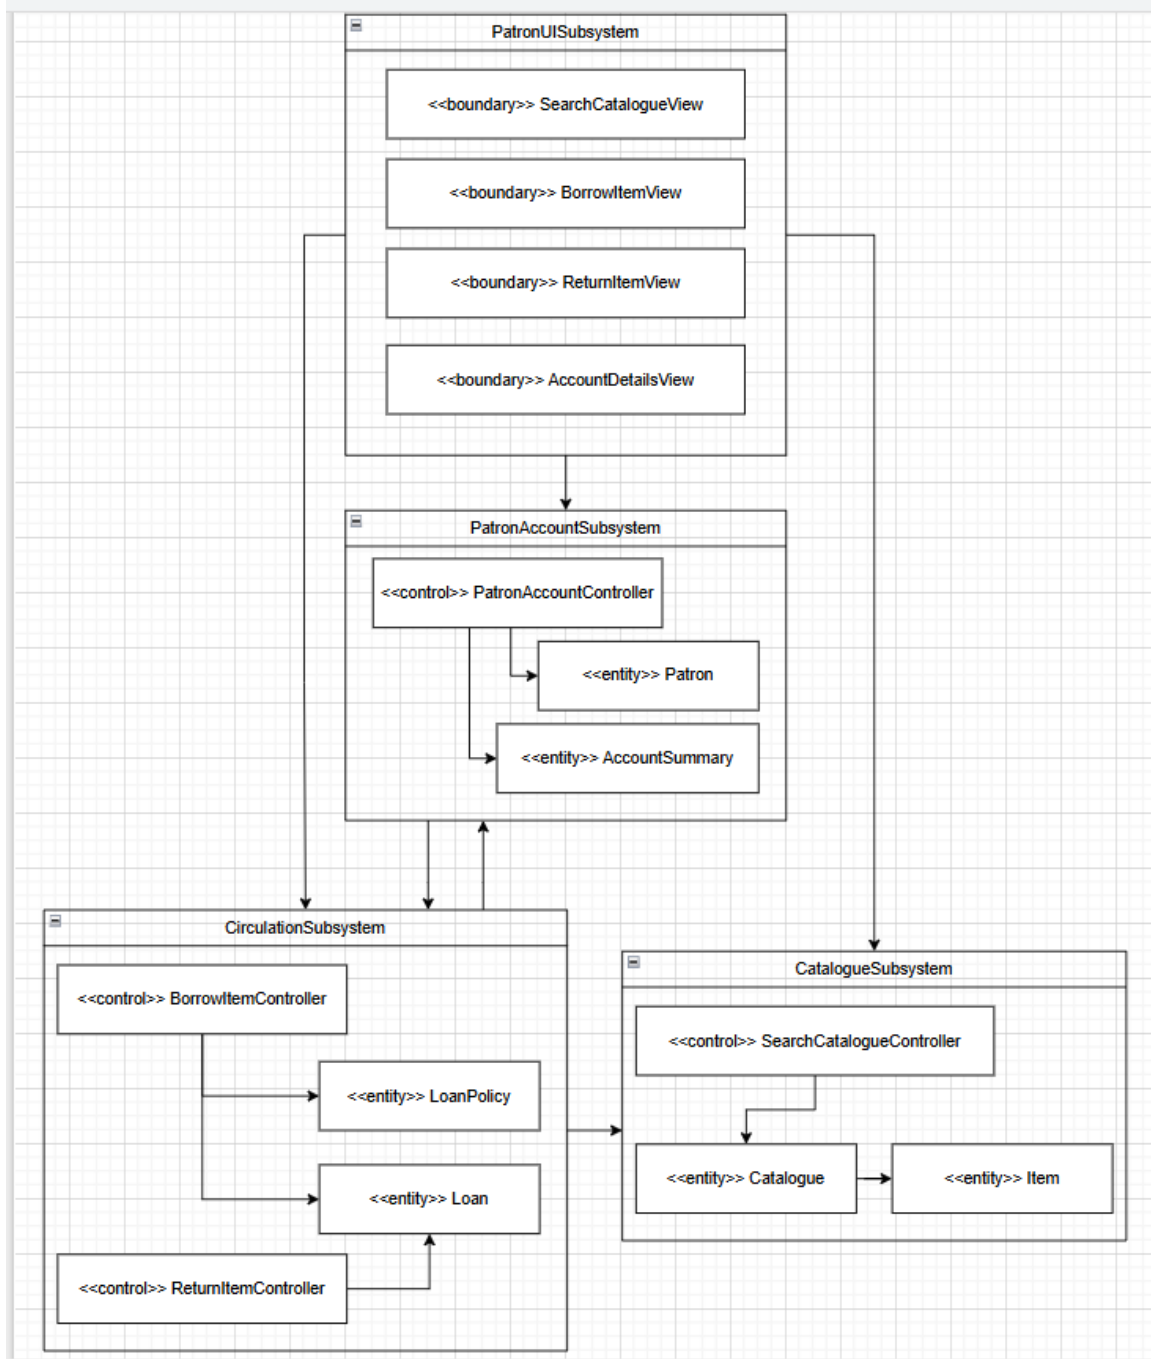 PatronUISubsystem
<<boundary>> SearchCatalogueView
<<boundary>> BorrowItemView
<<boundary>> ReturnItemView
<<boundary>> AccountDetailsView
PatronAccountSubsystem
<<control>> PatronAccountController
<<entity>> Patron
<<entity>> AccountSummary
CirculationSubsystem
<<control>> BorrowItemController
<<entity>> LoanPolicy
<<entity>> Loan
<<control>> ReturnItemController
CatalogueSubsystem
<<control>> SearchCatalogueController
<<entity>> Catalogue
<<entity>> Item